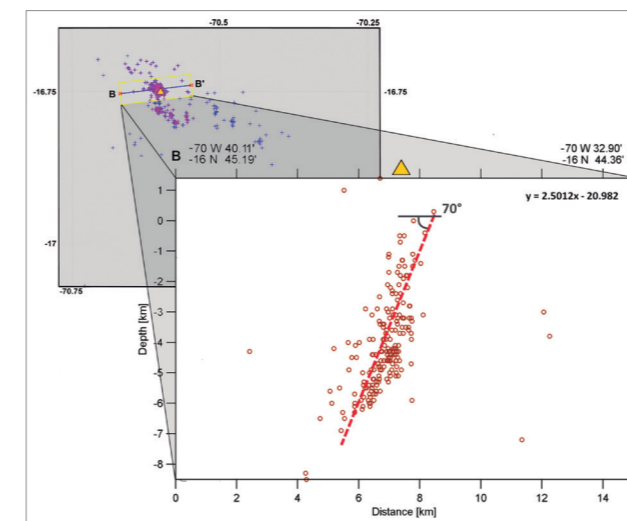 -70.5 -70.25
-16.75 -16.75
B B'
B -70 W 40.11'
-16 N 45.19'
-70 W 32.90'
-16 N 44.36'
y = 2.5012x - 20.982
70°
-17
-70.75
Depth [km]
1
0
-1
-2
-3
-4
-5
-6
-7
-8
0 2 4 6 8 10 12 14
Distance [km]